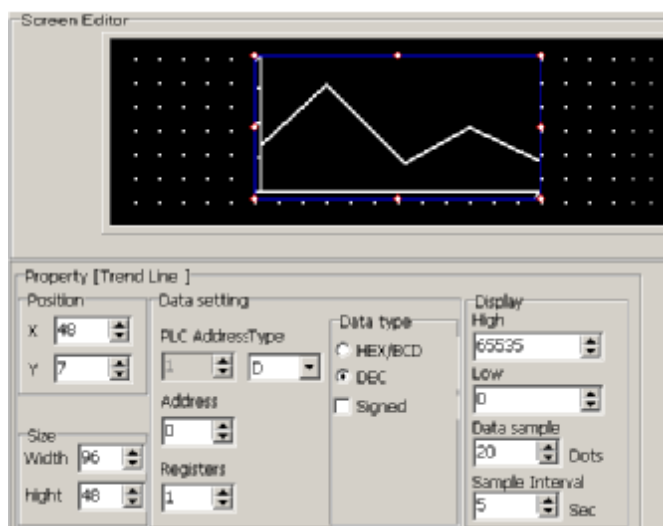 Screen Editor
Property [Trend Line ]
Position
X 48
Y 7
Size
Width 96
hight 48
Data setting
PLC Address Type
1 D
Address
0
Registers
1
Data type
HEX/BCD
DEC
Signed
Display
High
65535
Low
0
Data sample
20 Dots
Sample Interval
5 Sec